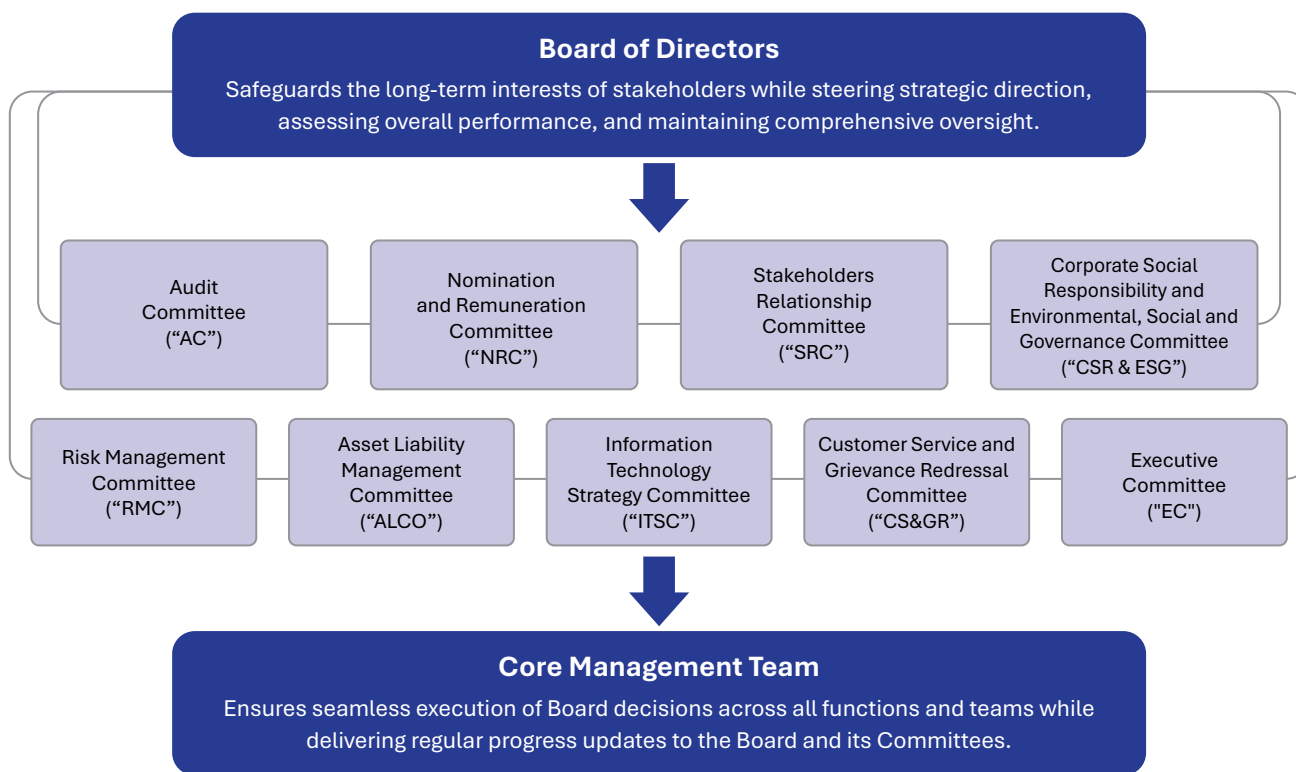 Board of Directors
Safeguards the long-term interests of stakeholders while steering strategic direction,
assessing overall performance, and maintaining comprehensive oversight.
Audit
Committee
(“AC”)
Nomination
and Remuneration
Committee
(“NRC”)
Stakeholders
Relationship
Committee
(“SRC”)
Corporate Social
Responsibility and
Environmental, Social and
Governance Committee
(“CSR & ESG”)
Risk Management
Committee
(“RMC”)
Asset Liability
Management
Committee
(“ALCO”)
Information
Technology
Strategy Committee
(“ITSC”)
Customer Service and
Grievance Redressal
Committee
(“CS&GR”)
Executive
Committee
("EC")
Core Management Team
Ensures seamless execution of Board decisions across all functions and teams while
delivering regular progress updates to the Board and its Committees.